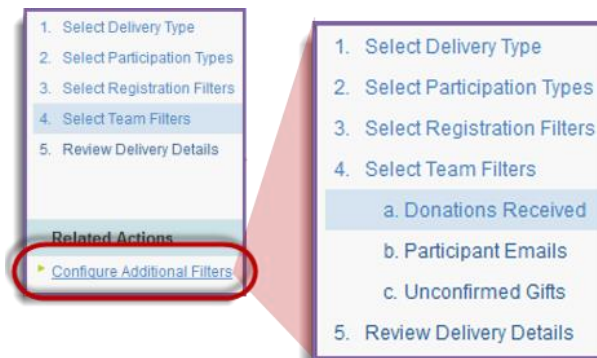 1. Select Delivery Type
2. Select Participation Types
3. Select Registration Filters
4. Select Team Filters
5. Review Delivery Details
Related Actions
Configure Additional Filters
1. Select Delivery Type
2. Select Participation Types
3. Select Registration Filters
4. Select Team Filters
a. Donations Received
b. Participant Emails
c. Unconfirmed Gifts
5. Review Delivery Details